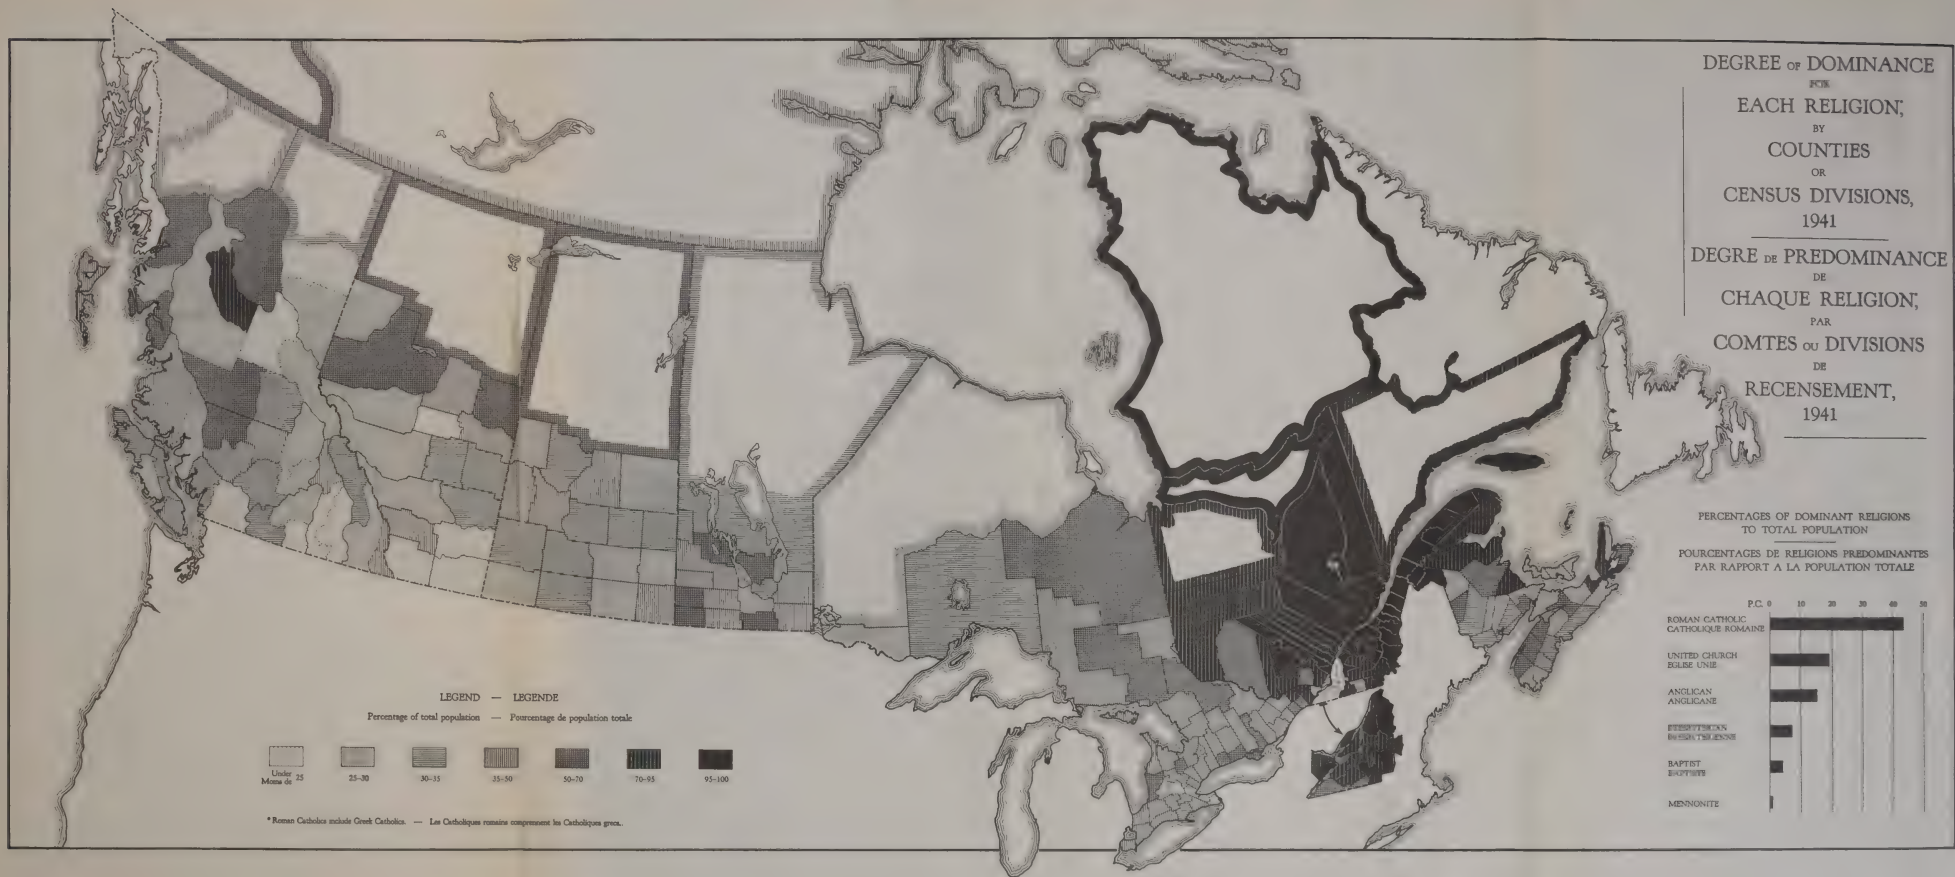 DEGREE OF DOMINANCE
FOR
EACH RELIGION,*
BY
COUNTIES
OR
CENSUS DIVISIONS,
1941
DEGRE DE PREDOMINANCE
DE
CHAQUE RELIGION,*
PAR
COMTES OU DIVISIONS
DE
RECENSEMENT,
1941
PERCENTAGES OF DOMINANT RELIGIONS
TO TOTAL POPULATION
POURCENTAGES DE RELIGIONS PREDOMINANTES
PAR RAPPORT A LA POPULATION TOTALE
P.C. 0 10 20 30 40 50
ROMAN CATHOLIC
CATHOLIQUE ROMAINE
UNITED CHURCH
EGLISE UNIE
ANGLICAN
ANGLICANE
PRESBYTERIAN
PRESBYTERIENNE
BAPTIST
BAPTISTE
MENNONITE
LEGEND — LEGENDE
Percentage of total population — Pourcentage de population totale
Under
Moins de 25
25-30
30-35
35-50
50-70
70-95
95-100
* Roman Catholics include Greek Catholics. — Les Catholiques romains comprennent les Catholiques grecs.